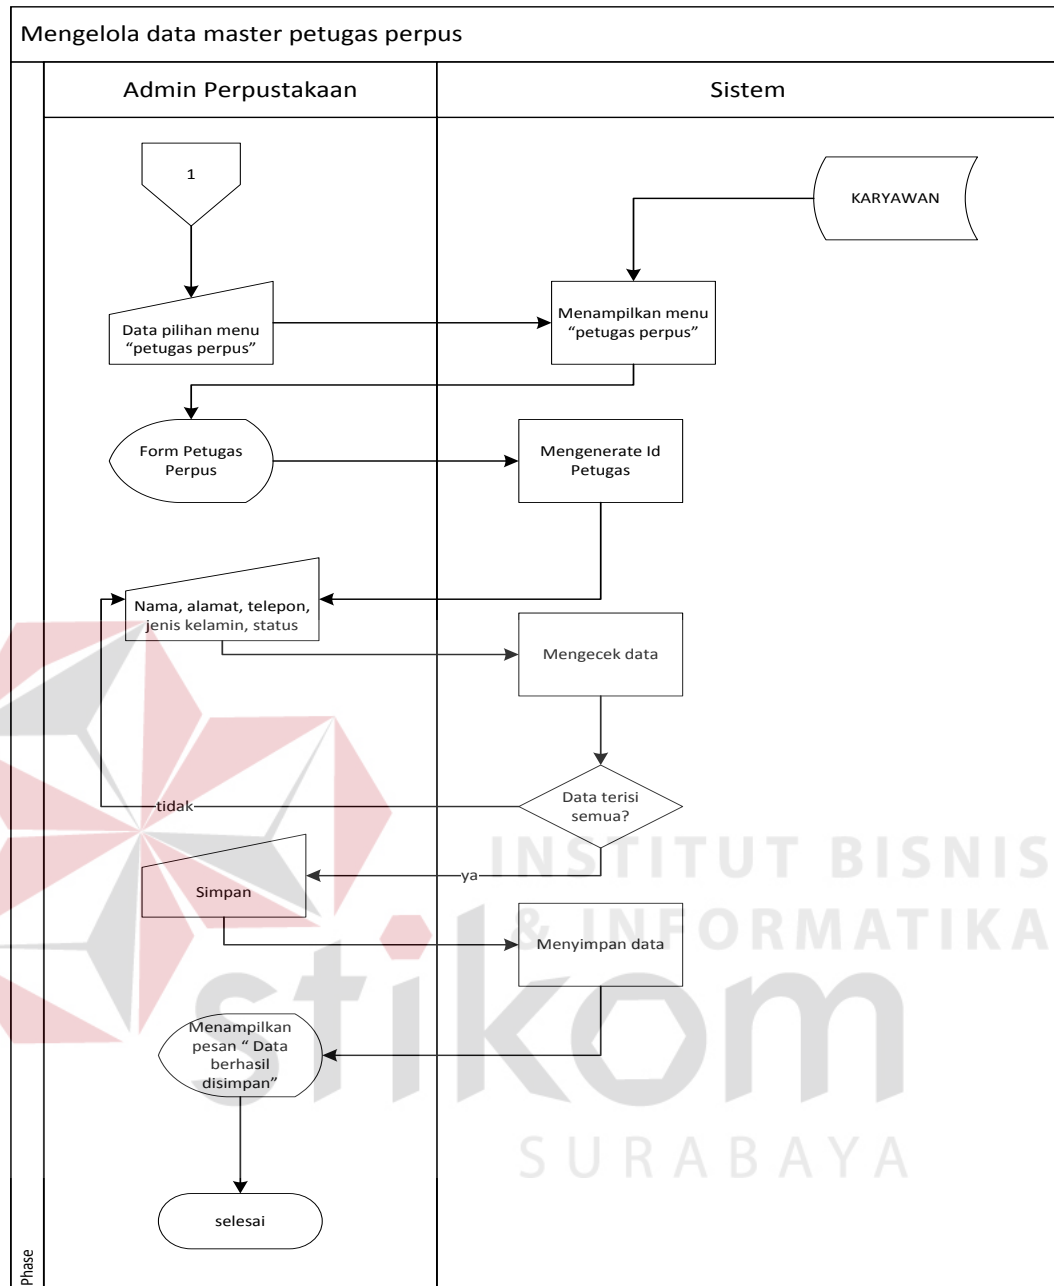 Mengelola data master petugas perpus
Admin Perpustakaan
Sistem
1
KARYAWAN
Data pilihan menu
“petugas perpus”
Menampilkan menu
“petugas perpus”
Form Petugas
Perpus
Mengenerate Id
Petugas
Nama, alamat, telepon,
jenis kelamin, status
Mengecek data
Data terisi
semua?
tidak
ya
Simpan
Menyimpan data
Menampilkan
pesan “ Data
berhasil
disimpan”
selesai
Phase
INSTITUT BISNIS
& INFORMATIKA
stikom
SURABAYA